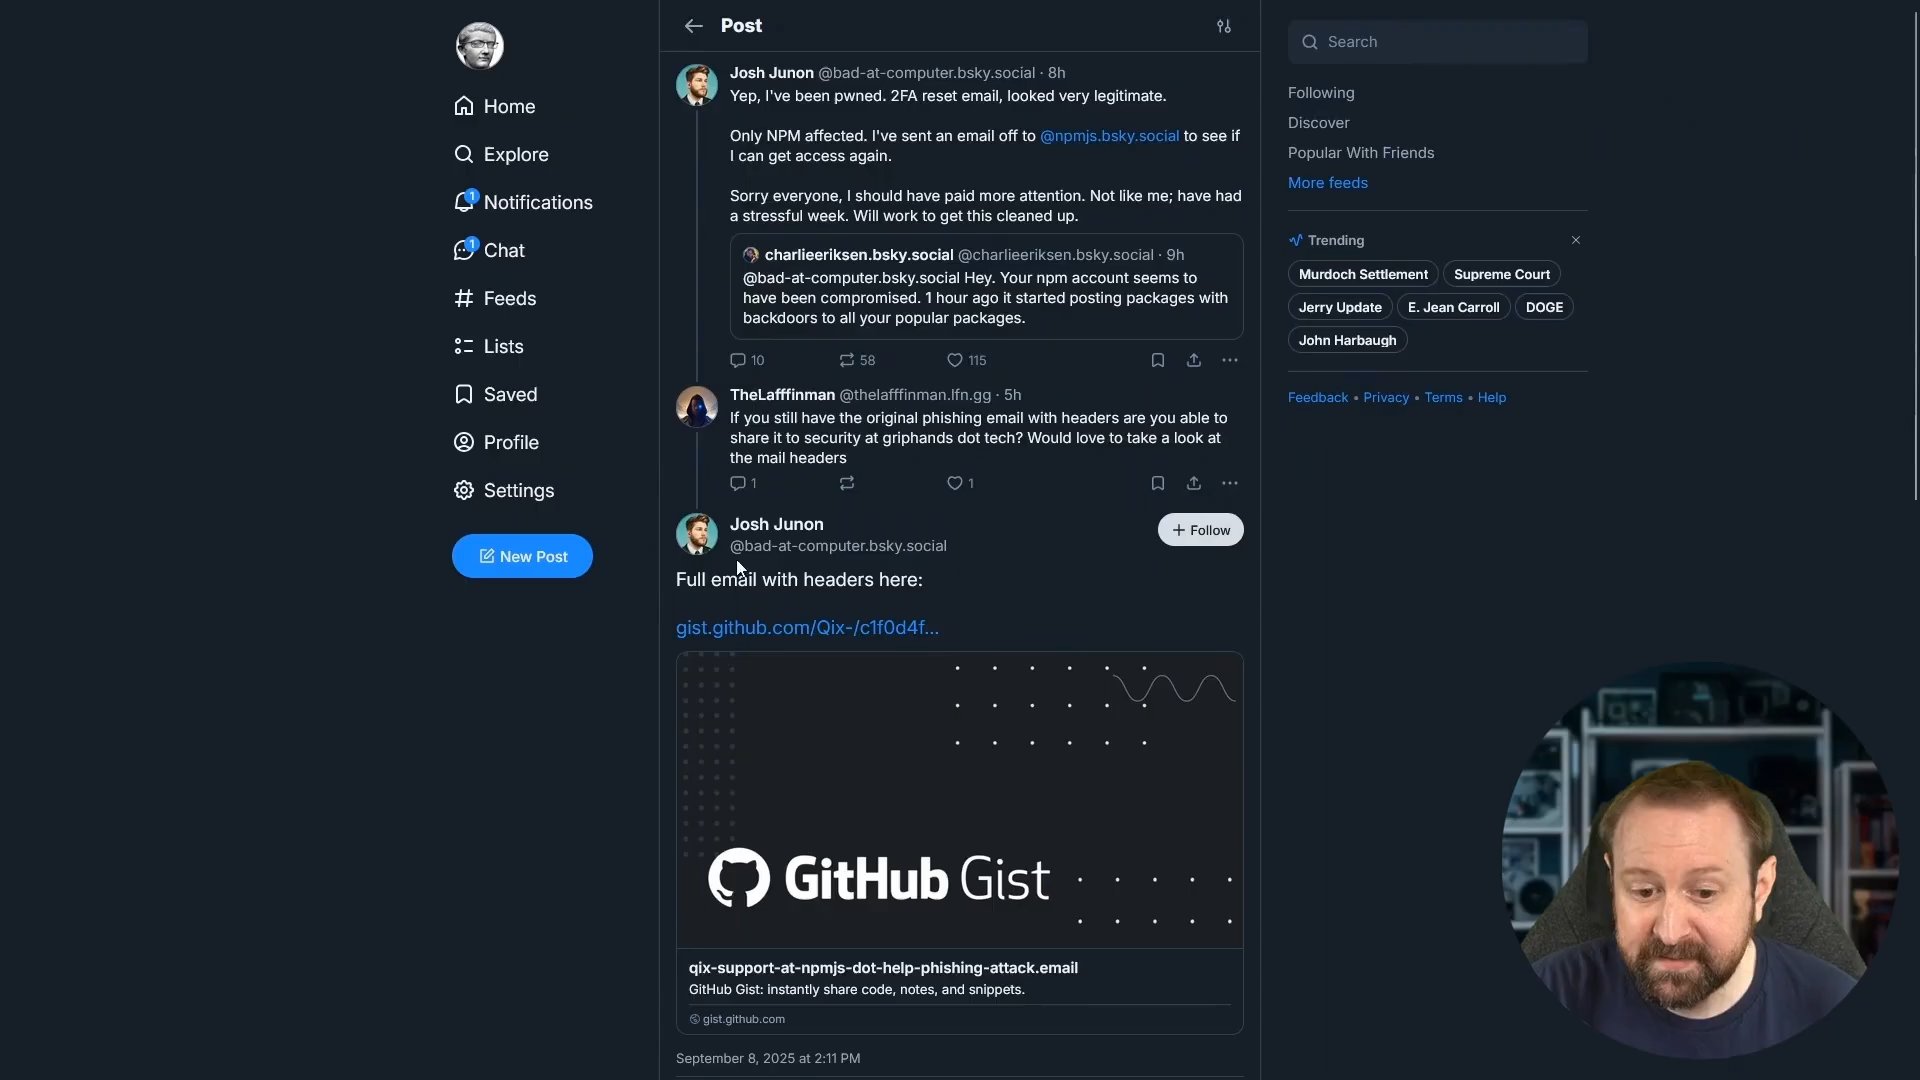 Home
Explore
1
Notifications
1
Chat
Feeds
Lists
Saved
Profile
Settings
New Post
Post
Josh Junon @bad-at-computer.bsky.social · 8h
Yep, I've been pwned. 2FA reset email, looked very legitimate.
Only NPM affected. I've sent an email off to @npmjs.bsky.social to see if
I can get access again.
Sorry everyone, I should have paid more attention. Not like me; have had
a stressful week. Will work to get this cleaned up.
charlieeriksen.bsky.social @charlieeriksen.bsky.social · 9h
@bad-at-computer.bsky.social Hey. Your npm account seems to
have been compromised. 1 hour ago it started posting packages with
backdoors to all your popular packages.
10 58 115
TheLafffinman @thelafffinman.lfn.gg · 5h
If you still have the original phishing email with headers are you able to
share it to security at griphands dot tech? Would love to take a look at
the mail headers
1 1
Josh Junon
@bad-at-computer.bsky.social
+ Follow
Full email with headers here:
gist.github.com/Qix-/c1f0d4f...
GitHub Gist
qix-support-at-npmjs-dot-help-phishing-attack.email
GitHub Gist: instantly share code, notes, and snippets.
gist.github.com
September 8, 2025 at 2:11 PM
Search
Following
Discover
Popular With Friends
More feeds
Trending
Murdoch Settlement Supreme Court
Jerry Update E. Jean Carroll DOGE
John Harbaugh
Feedback • Privacy • Terms • Help